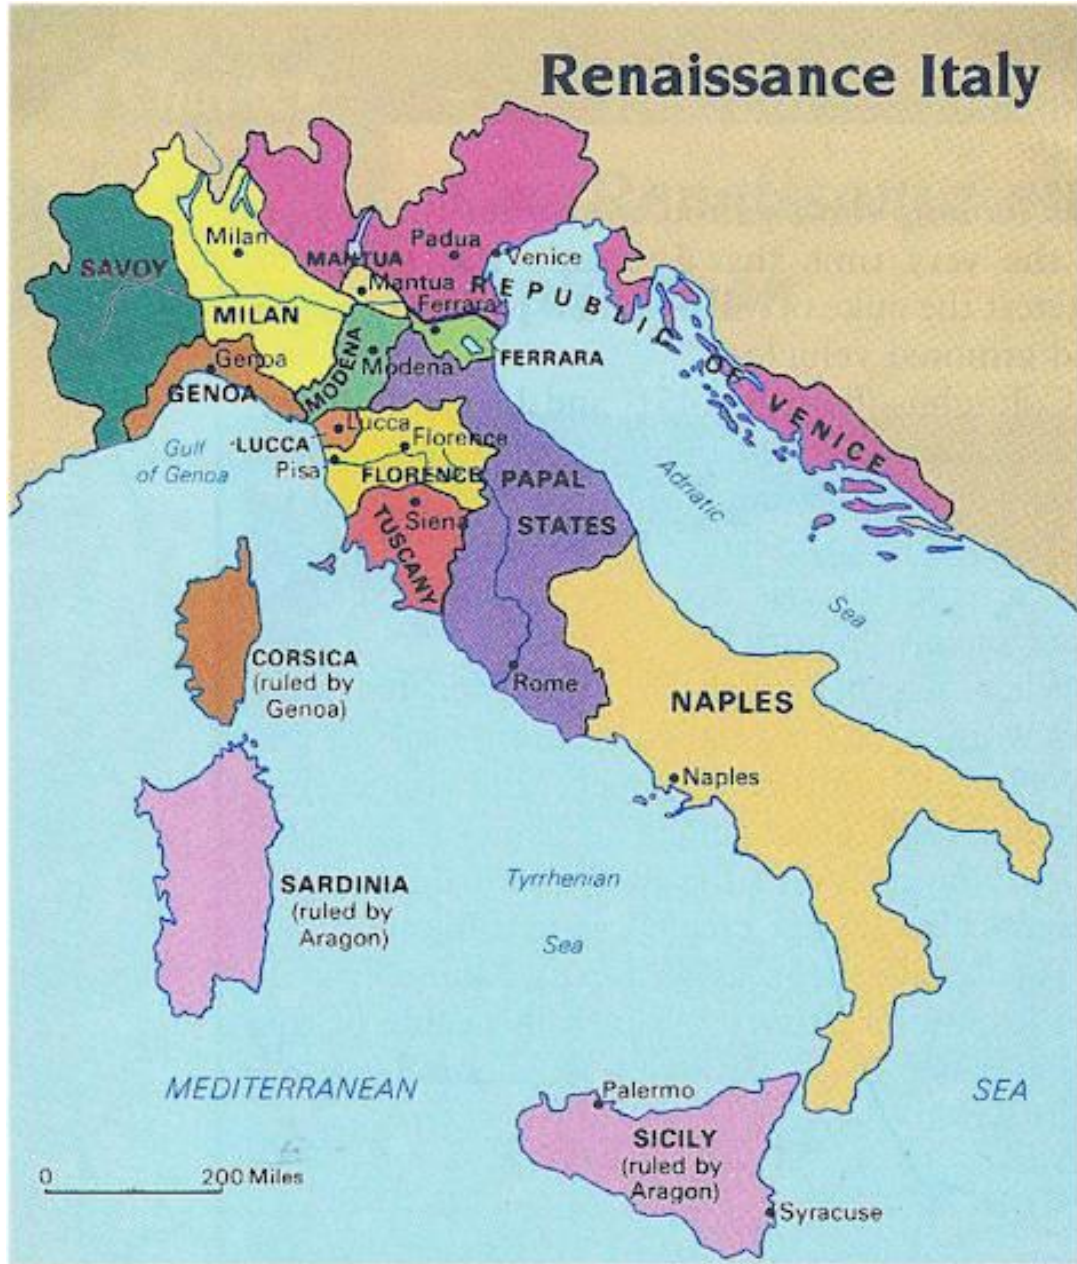 Renaissance Italy
Milan
Padua
Venice
SAVOY
MANTUA
Mantua
REPUBLIC OF VENICE
Ferrara
MILAN
MODENA
Modena
FERRARA
Genoa
GENOA
Lucca
LUCCA
Florence
Gulf
of Genoa
Pisa
FLORENCE
PAPAL
STATES
Adriatic
Sea
Siena
TUSCANY
CORSICA
(ruled by
Genoa)
Rome
NAPLES
Naples
SARDINIA
(ruled by
Aragon)
Tyrrhenian
Sea
MEDITERRANEAN
SEA
Palermo
SICILY
(ruled by
Aragon)
Syracuse
0 200 Miles